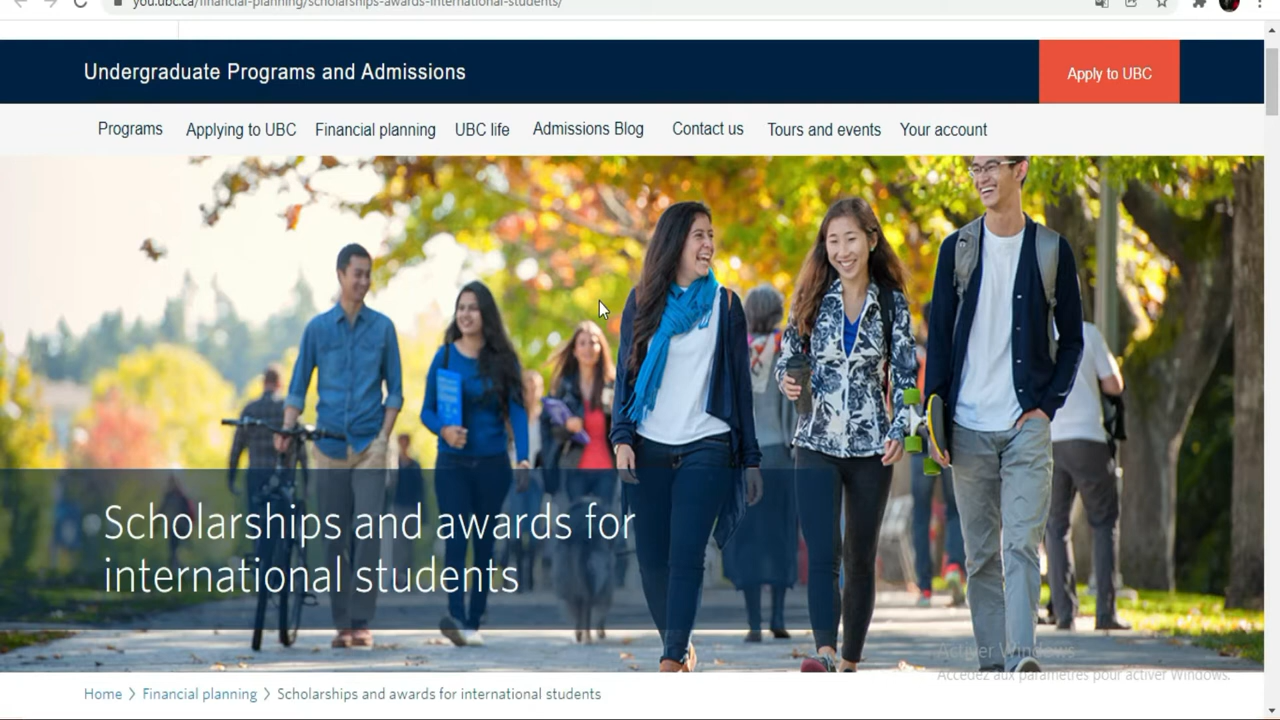 you.ubc.ca/financial-planning/scholarships-awards-international-students/
Undergraduate Programs and Admissions
Apply to UBC
Programs Applying to UBC Financial planning UBC life Admissions Blog Contact us Tours and events Your account
Scholarships and awards for
international students
Activer Windows
Accédez aux paramètres pour activer Windows.
Home > Financial planning > Scholarships and awards for international students